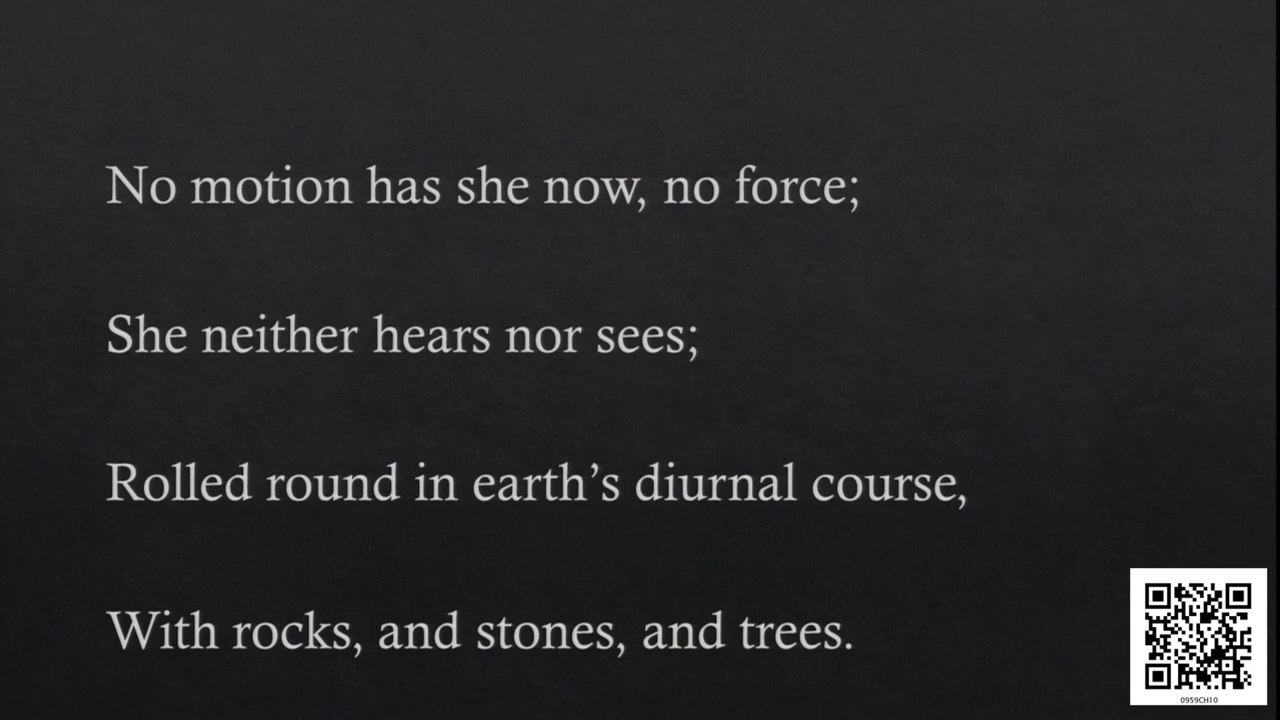 No motion has she now, no force;
She neither hears nor sees;
Rolled round in earth’s diurnal course,
With rocks, and stones, and trees.
0959CH10